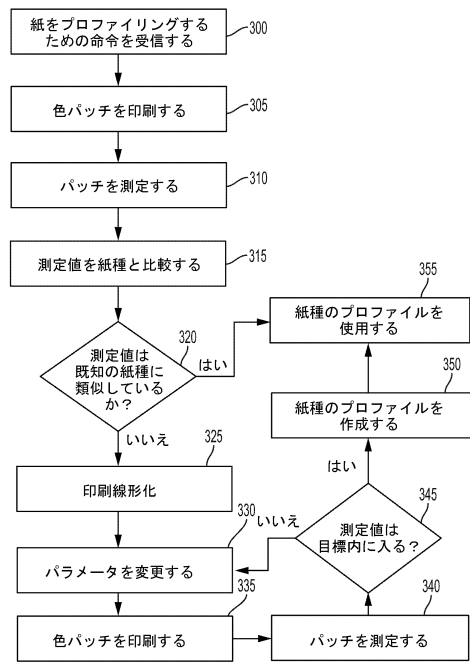 紙をプロファイリングする
ための命令を受信する
300
色パッチを印刷する
305
パッチを測定する
310
測定値を紙種と比較する
315
測定値は
既知の紙種に
類似している
か?
320
はい
いいえ
印刷線形化
325
パラメータを変更する
330
色パッチを印刷する
335
パッチを測定する
340
測定値は
目標内に入る?
345
いいえ
はい
紙種のプロファイルを
作成する
350
紙種のプロファイルを
使用する
355